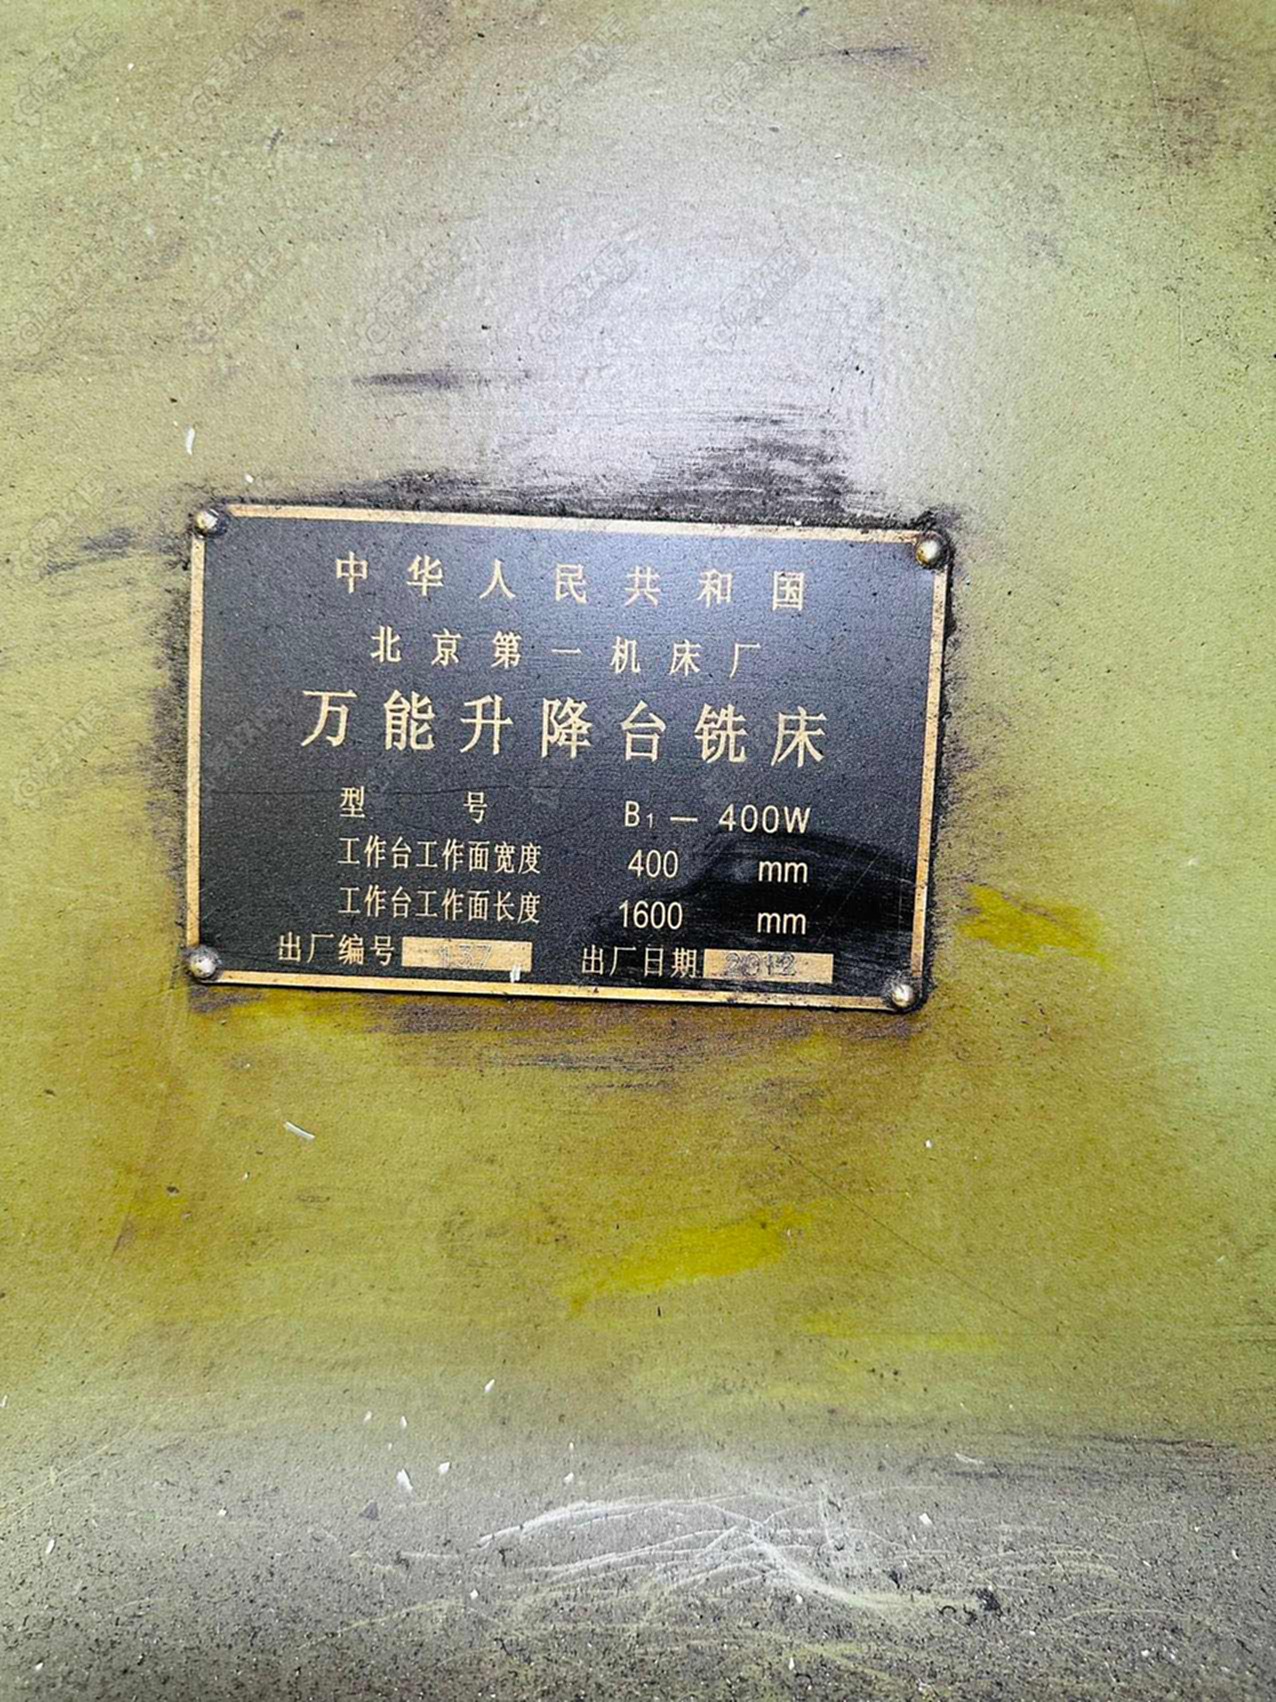 中华人民共和国
北京第一机床厂
万能升降台铣床
型 号 B1—400W
工作台工作面宽度 400 mm
工作台工作面长度 1600 mm
出厂编号 137 出厂日期 2012